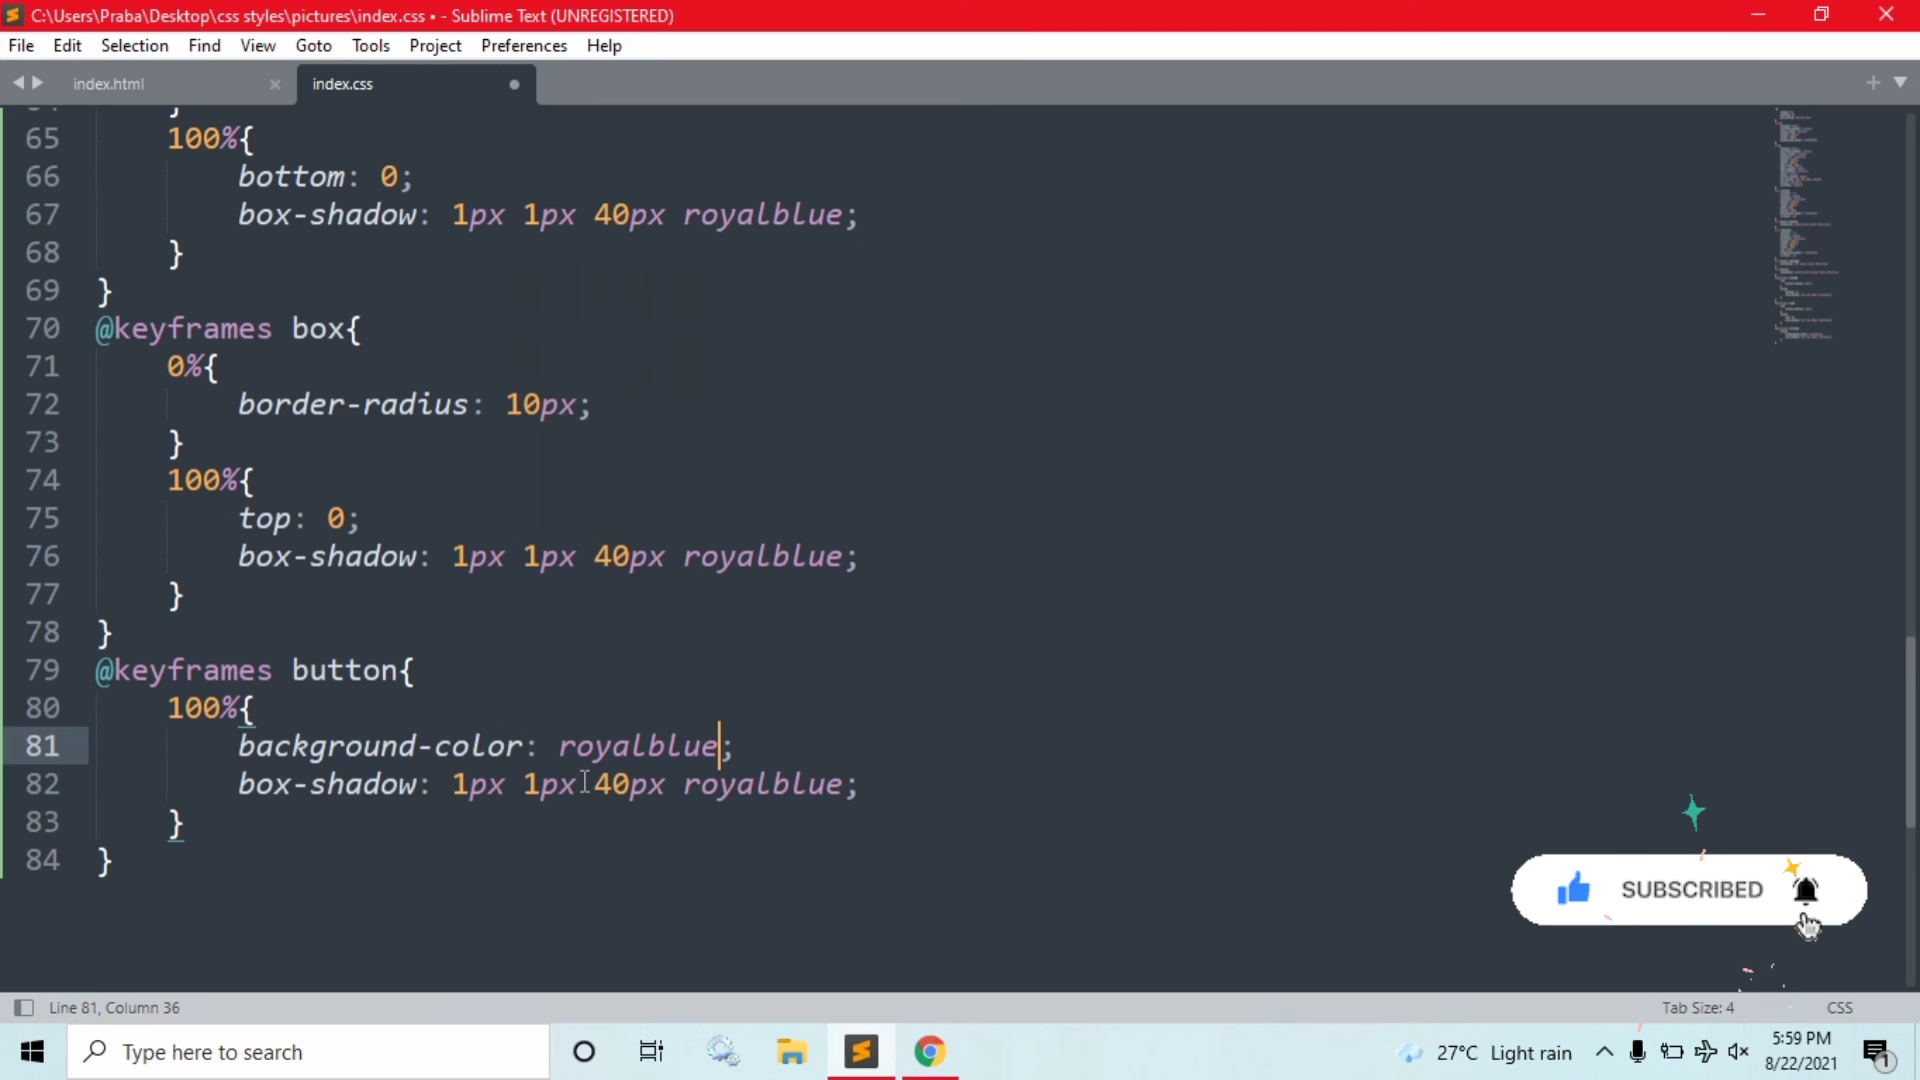 C:\Users\Praba\Desktop\css styles\pictures\index.css • - Sublime Text (UNREGISTERED)
File Edit Selection Find View Goto Tools Project Preferences Help
index.html index.css
65 100%{
66 bottom: 0;
67 box-shadow: 1px 1px 40px royalblue;
68 }
69 }
70 @keyframes box{
71 0%{
72 border-radius: 10px;
73 }
74 100%{
75 top: 0;
76 box-shadow: 1px 1px 40px royalblue;
77 }
78 }
79 @keyframes button{
80 100%{
81 background-color: royalblue;
82 box-shadow: 1px 1px 40px royalblue;
83 }
84 }
SUBSCRIBED
Line 81, Column 36 Tab Size: 4 CSS
Type here to search 27°C Light rain 5:59 PM
8/22/2021 1